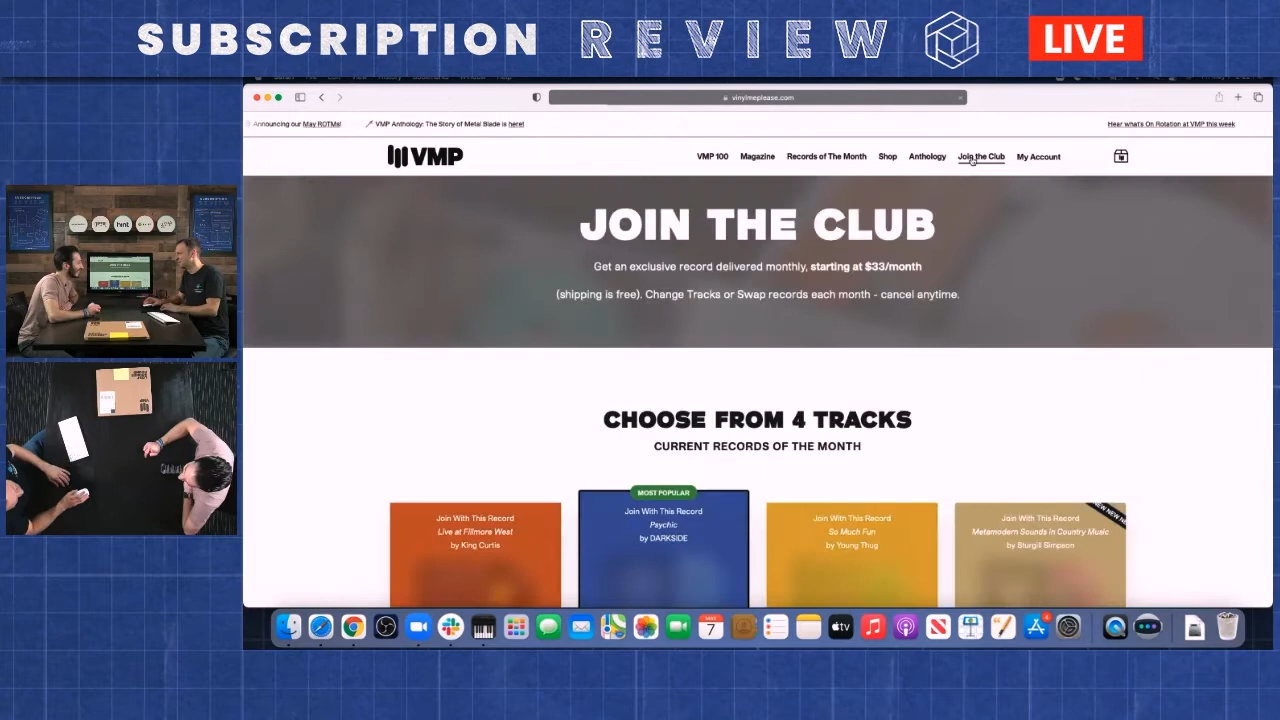 SUBSCRIPTION REVIEW LIVE
vinylmeplease.com
Announcing our May ROTMs! VMP Anthology: The Story of Metal Blade is here! Hear what's On Rotation at VMP this week
VMP VMP 100 Magazine Records of The Month Shop Anthology Join the Club My Account
JOIN THE CLUB
Get an exclusive record delivered monthly, starting at $33/month
(shipping is free). Change Tracks or Swap records each month - cancel anytime.
CHOOSE FROM 4 TRACKS
CURRENT RECORDS OF THE MONTH
MOST POPULAR
Join With This Record
Live at Fillmore West
by King Curtis
Join With This Record
Psychic
by DARKSIDE
Join With This Record
So Much Fun
by Young Thug
NEW NEW NEW
Join With This Record
Metamodern Sounds in Country Music
by Sturgill Simpson
hint
7
tv